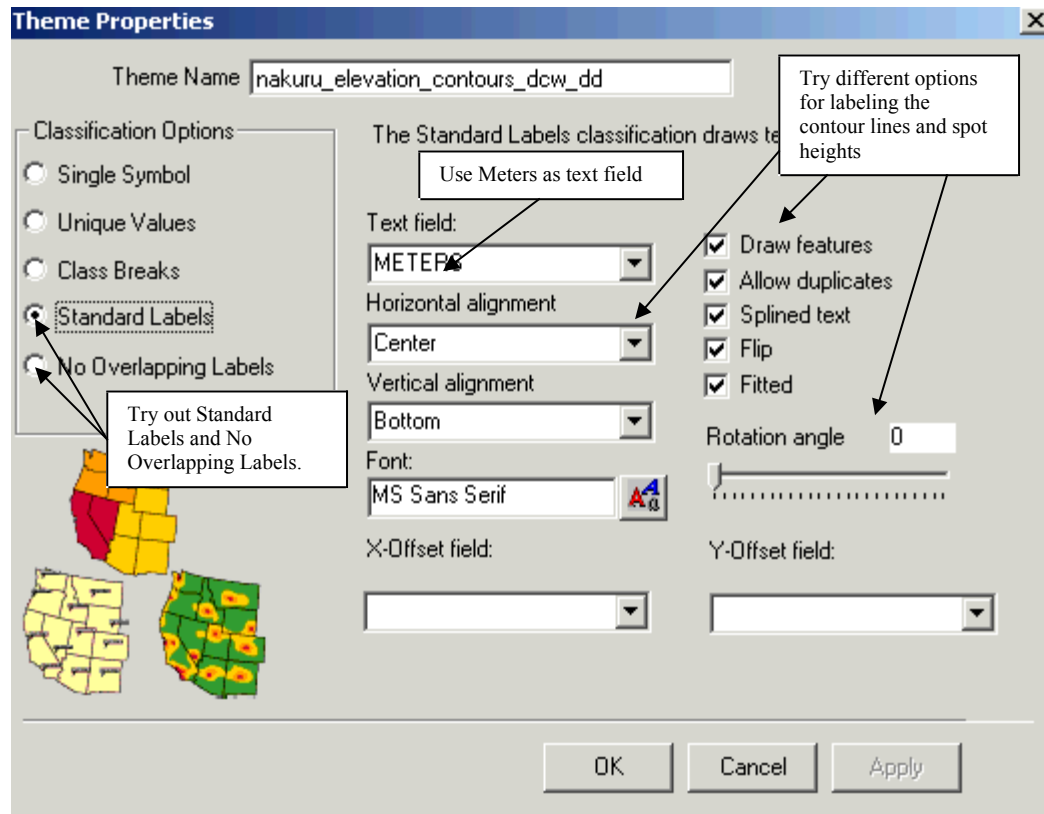 Theme Properties
Theme Name
nakuru_elevation_contours_dcw_dd
Try different options
for labeling the
contour lines and spot
heights
Classification Options
Single Symbol
Unique Values
Class Breaks
Standard Labels
No Overlapping Labels
Try out Standard
Labels and No
Overlapping Labels.
The Standard Labels classification draws
Use Meters as text field
Text field:
METERS
Horizontal alignment
Center
Vertical alignment
Bottom
Font:
MS Sans Serif
X-Offset field:
Draw features
Allow duplicates
Splined text
Flip
Fitted
Rotation angle 0
Y-Offset field:
OK
Cancel
Apply